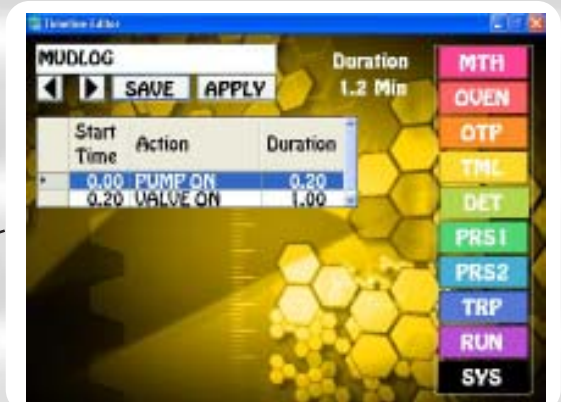 Timeline Editor
MUDLOG
Duration
1.2 Min
SAVE APPLY
Start Time Action Duration
0.00 PUMP ON 0.20
0.20 VALVE ON 1.00
MTH
OVEN
OTP
TML
DET
PRS1
PRS2
TRP
RUN
SYS